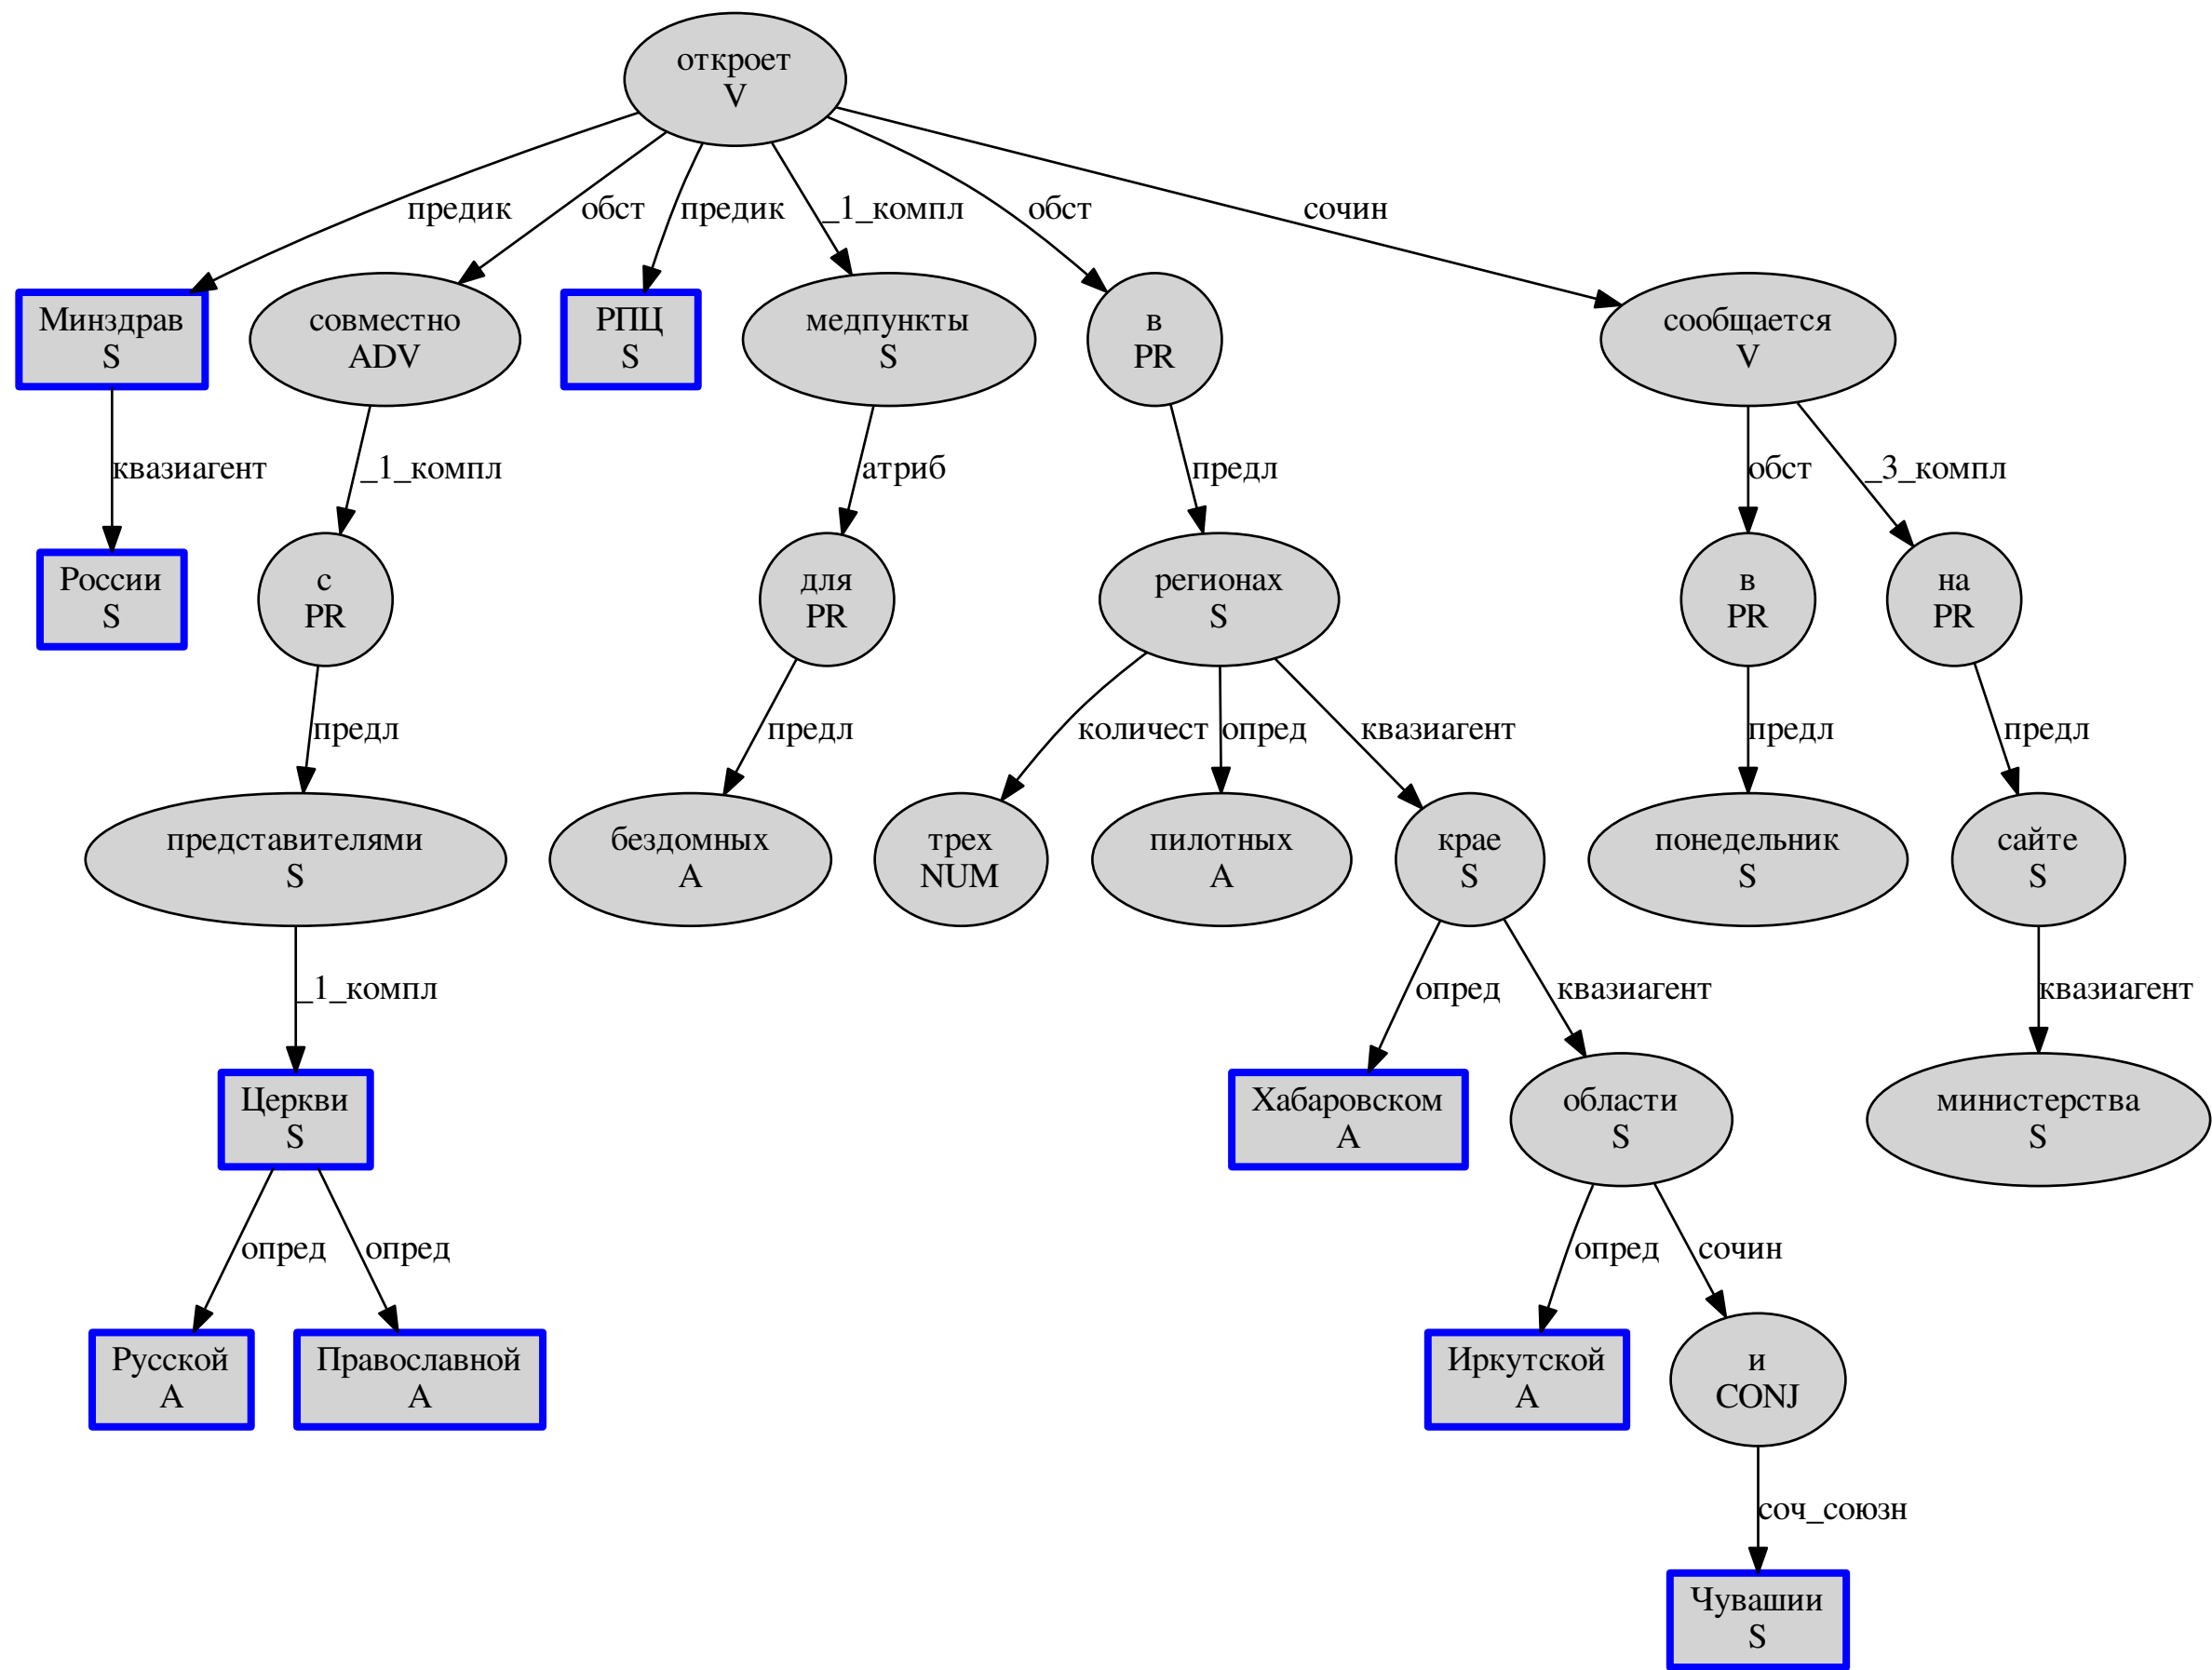 откроет
V
предик
обст
предик
_1_компл
обст
сочин
Минздрав
S
совместно
ADV
РПЦ
S
медпункты
S
в
PR
сообщается
V
квазиагент
_1_компл
атриб
предл
обст
_3_компл
России
S
с
PR
для
PR
регионах
S
в
PR
на
PR
предл
предл
количест
опред
квазиагент
предл
предл
представителями
S
бездомных
A
трех
NUM
пилотных
A
крае
S
понедельник
S
сайте
S
_1_компл
опред
квазиагент
квазиагент
Церкви
S
Хабаровском
A
области
S
министерства
S
опред
опред
опред
сочин
Русской
A
Православной
A
Иркутской
A
и
CONJ
соч_союзн
Чувашии
S